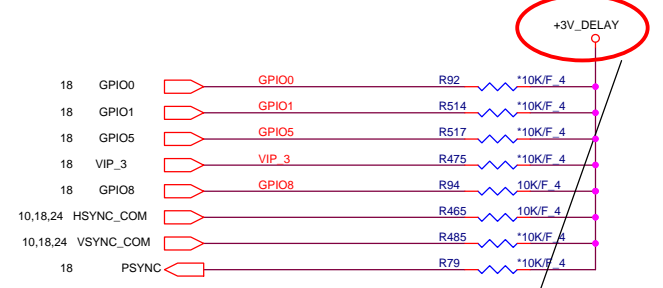 +3V_DELAY
18 GPIO0 GPIO0 R92 *10K/F_4
18 GPIO1 GPIO1 R514 *10K/F_4
18 GPIO5 GPIO5 R517 *10K/F_4
18 VIP_3 VIP_3 R475 *10K/F_4
18 GPIO8 GPIO8 R94 10K/F_4
10,18,24 HSYNC_COM R465 10K/F_4
10,18,24 VSYNC_COM R485 *10K/F_4
18 PSYNC R79 *10K/F_4